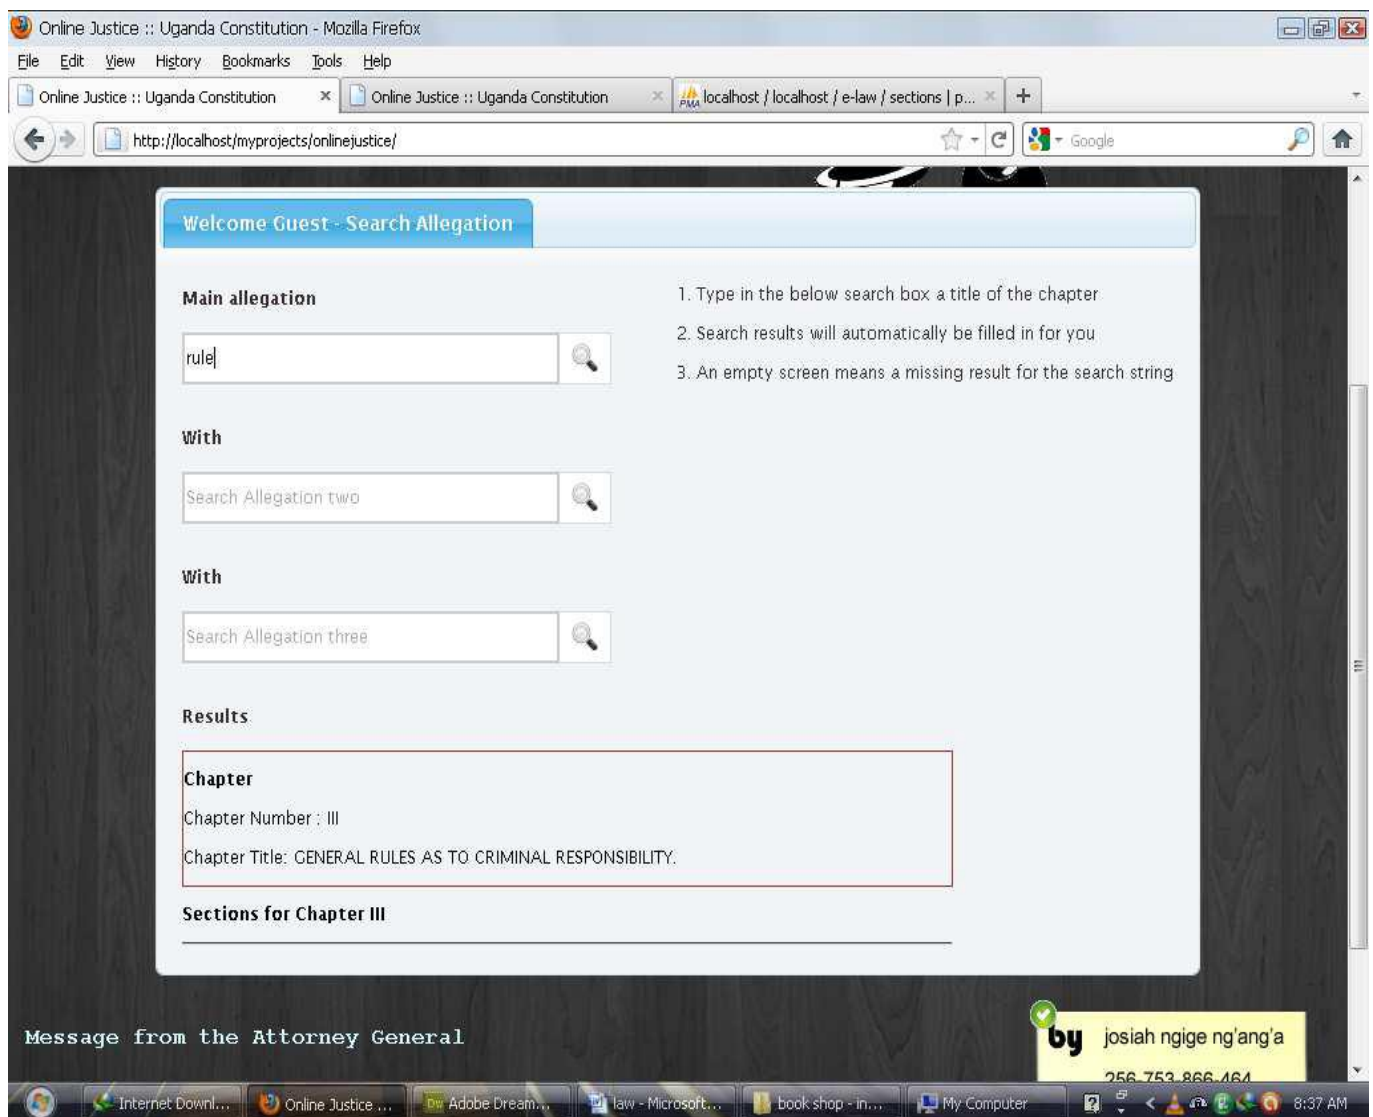 Online Justice :: Uganda Constitution - Mozilla Firefox
File Edit View History Bookmarks Tools Help
Online Justice :: Uganda Constitution
Online Justice :: Uganda Constitution
PMA localhost / localhost / e-law / sections | p...
http://localhost/myprojects/onlinejustice/
Google
Welcome Guest - Search Allegation
Main allegation
rule
1. Type in the below search box a title of the chapter
2. Search results will automatically be filled in for you
3. An empty screen means a missing result for the search string
With
Search Allegation two
With
Search Allegation three
Results
Chapter
Chapter Number : III
Chapter Title: GENERAL RULES AS TO CRIMINAL RESPONSIBILITY.
Sections for Chapter III
Message from the Attorney General
by josiah ngige ng'ang'a
256-753-866-464
Internet Downl... Online Justice ... Dw Adobe Dream... law - Microsoft... book shop - in... My Computer 8:37 AM